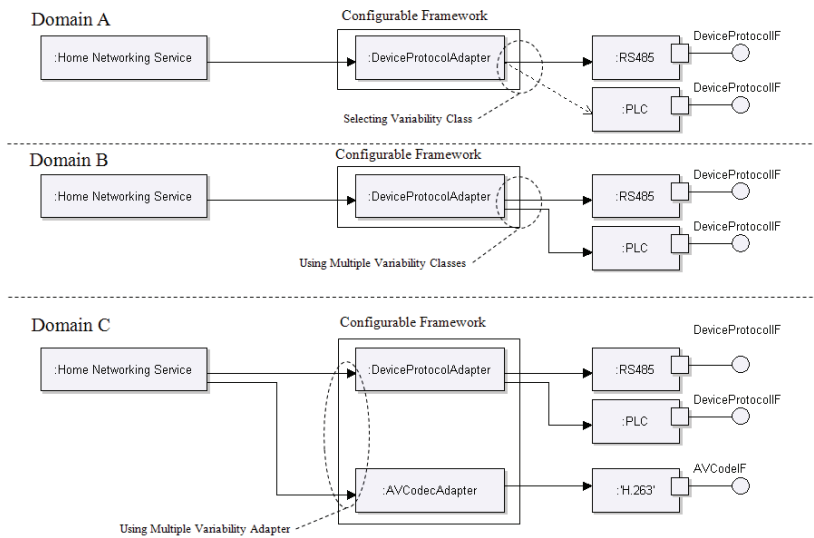 Domain A
Configurable Framework
:Home Networking Service
:DeviceProtocolAdapter
:RS485
DeviceProtocolIF
:PLC
DeviceProtocolIF
Selecting Variability Class
Domain B
Configurable Framework
:Home Networking Service
:DeviceProtocolAdapter
:RS485
DeviceProtocolIF
:PLC
DeviceProtocolIF
Using Multiple Variability Classes
Domain C
Configurable Framework
:Home Networking Service
:DeviceProtocolAdapter
:RS485
DeviceProtocolIF
:PLC
DeviceProtocolIF
:AVCodecAdapter
:'H.263'
AVCodeIF
Using Multiple Variability Adapter